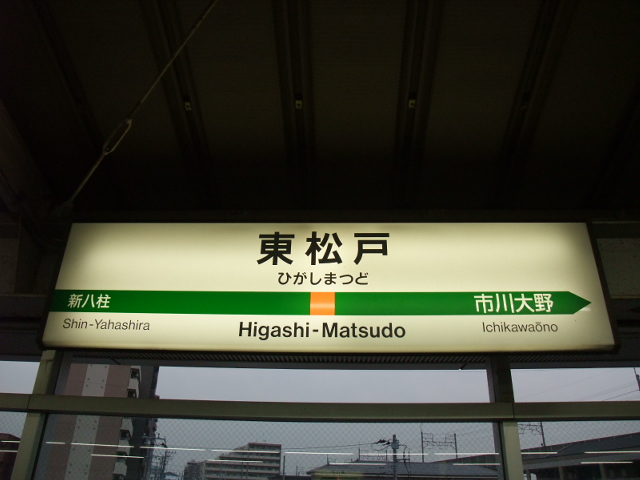 東松戸
ひがしまつど
新八柱 市川大野
Shin-Yahashira Higashi-Matsudo Ichikawaōno